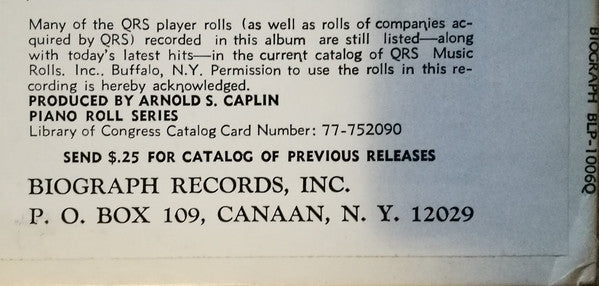 Many of the QRS player rolls (as well as rolls of companies ac-
quired by QRS) recorded in this album are still listed—along
with today's latest hits—in the current catalog of QRS Music
Rolls. Inc., Buffalo, N.Y. Permission to use the rolls in this re-
cording is hereby acknowledged.
PRODUCED BY ARNOLD S. CAPLIN
PIANO ROLL SERIES
Library of Congress Catalog Card Number: 77-752090
SEND $.25 FOR CATALOG OF PREVIOUS RELEASES
BIOGRAPH RECORDS, INC.
P. O. BOX 109, CANAAN, N. Y. 12029
BIOGRAPH BLP-1006Q